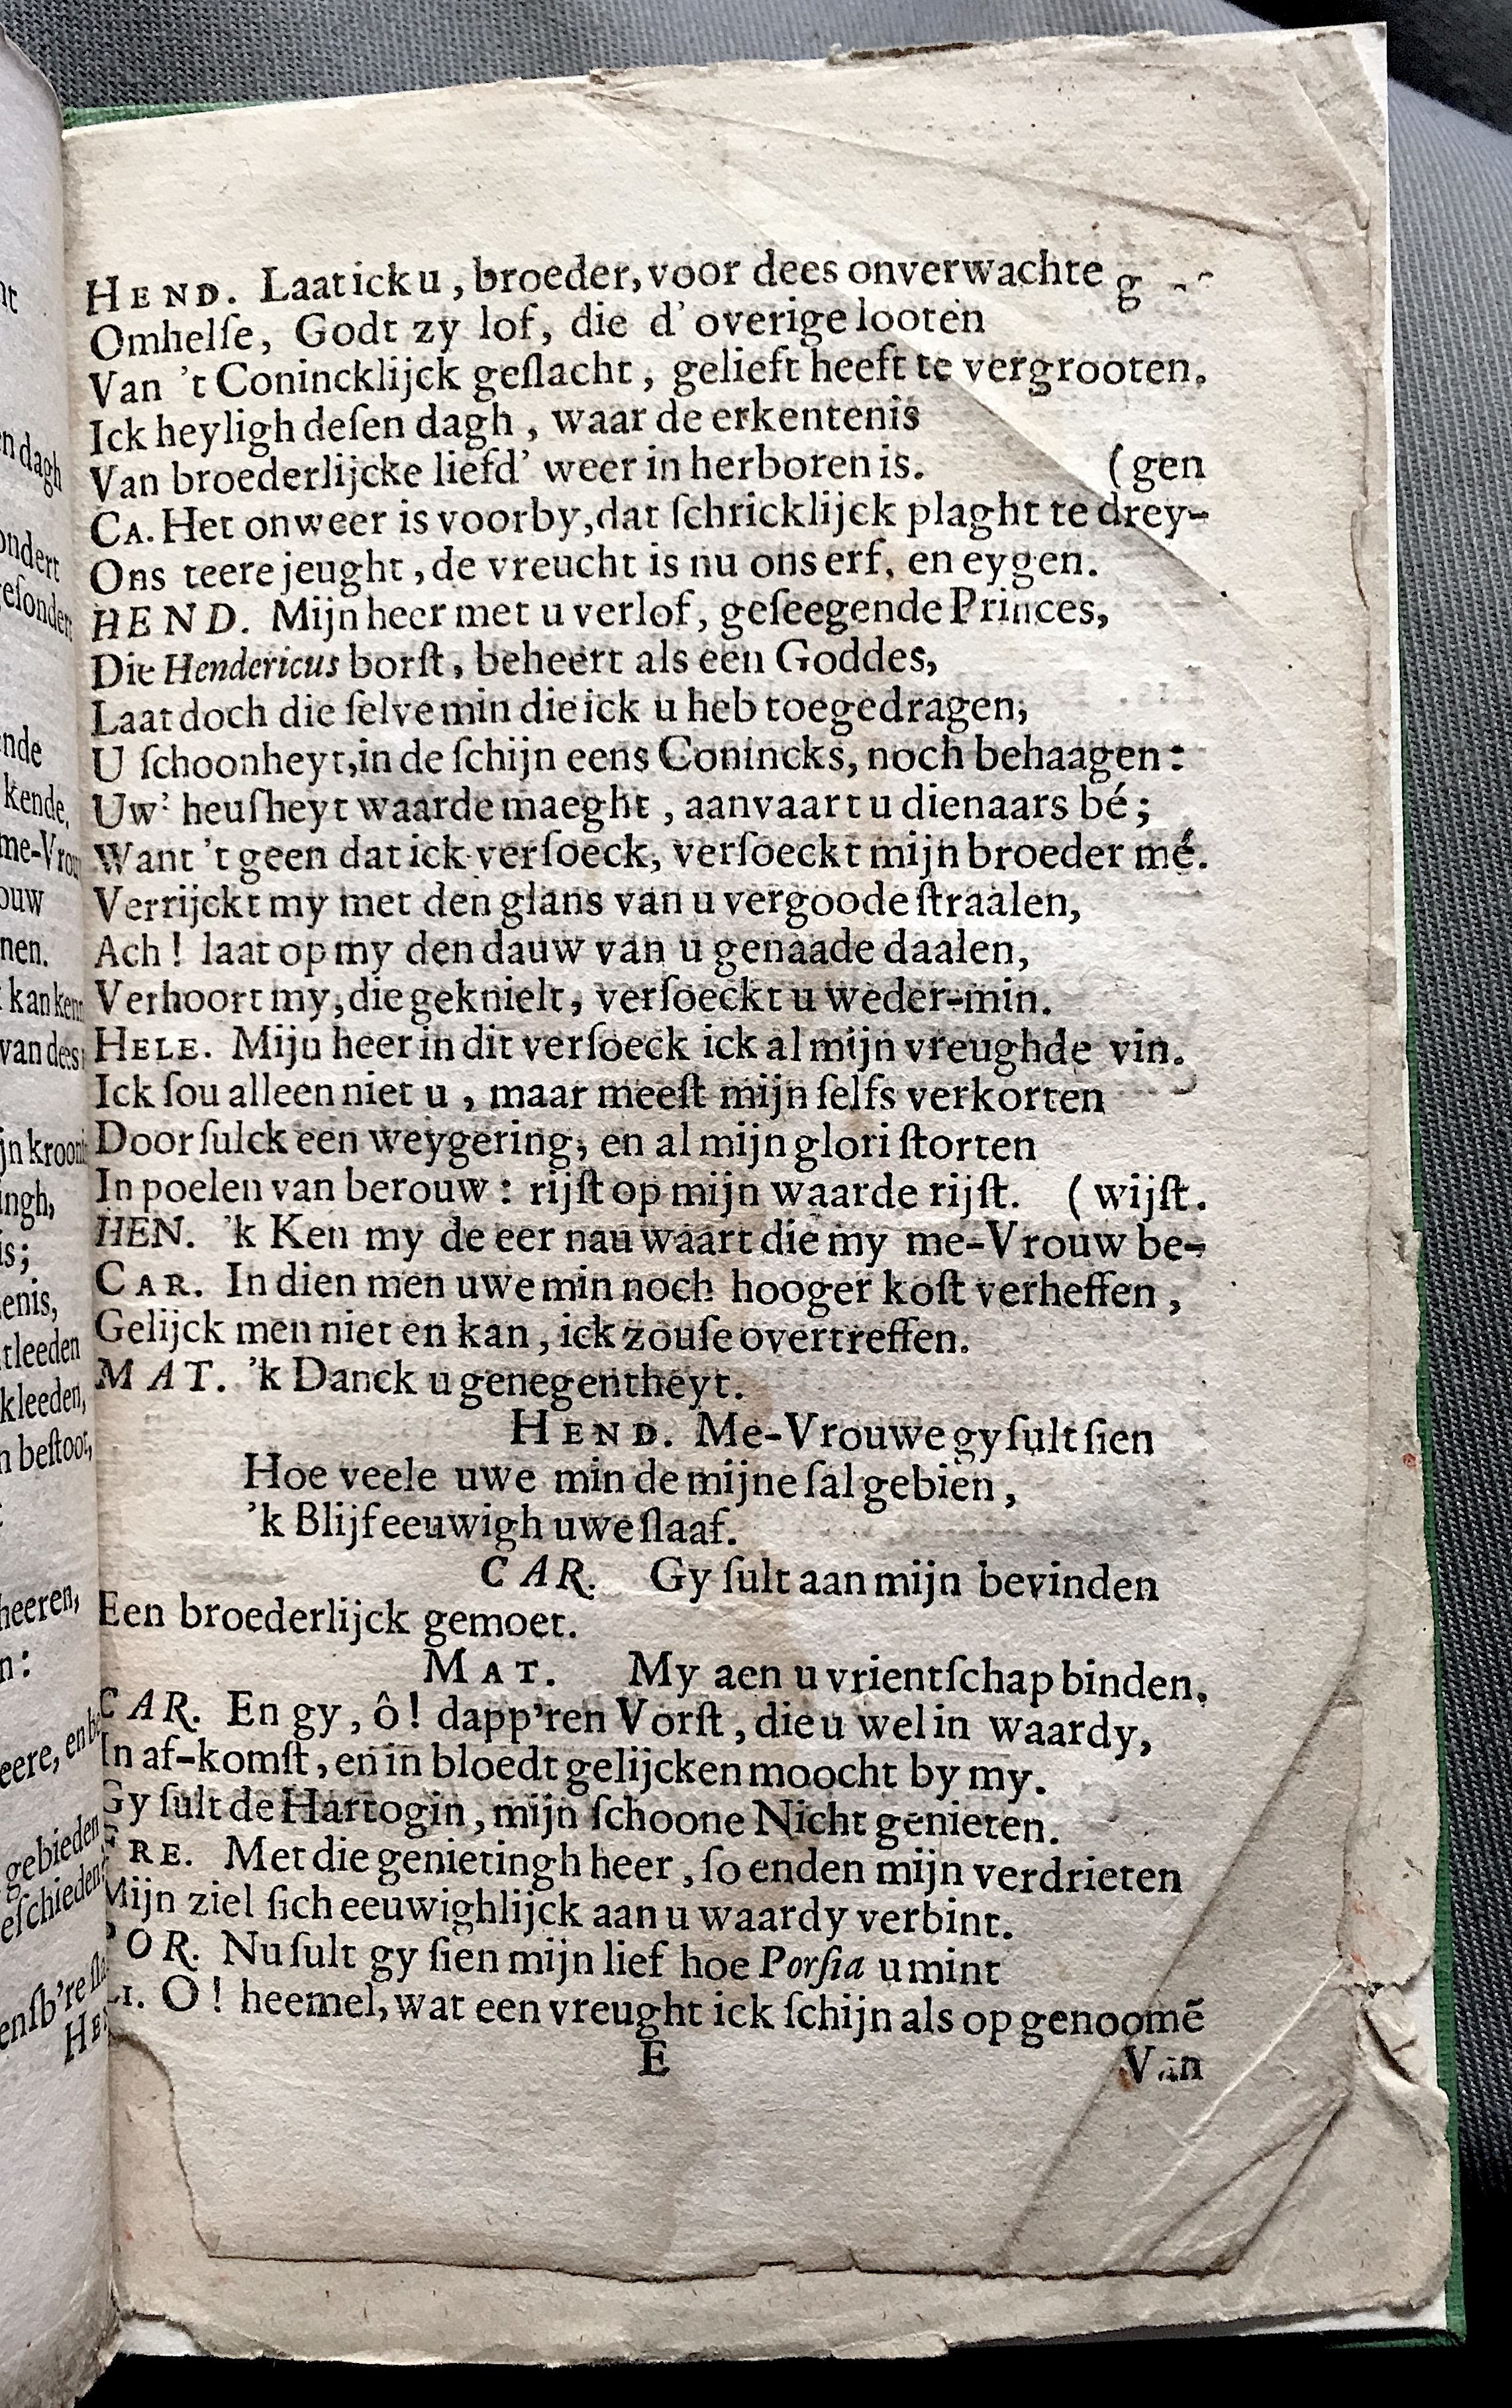 HEND. Laat ick u, broeder, voor dees onverwachte
Omhelſe, Godt zy lof, die d' overige looten
Van 't Conincklijck geſlacht, gelieft heeft te vergrooten.
Ick heyligh deſen dagh, waar de erkentenis
Van broederlijcke liefd' weer in herboren is. (gen
CA. Het onweer is voorby, dat ſchricklijck plaght te drey-
Ons teere jeught, de vreucht is nu ons erf, en eygen.
HEND. Mijn heer met u verlof, geſeegende Princes,
Die Hendericus borſt, beheert als een Goddes,
Laat doch die ſelve min die ick u heb toegedragen,
U ſchoonheyt, in de ſchijn eens Conincks, noch behaagen:
Uw' heuſheyt waarde maeght, aanvaart u dienaars bé;
Want 't geen dat ick verſoeck, verſoeckt mijn broeder mé.
Verrijckt my met den glans van u vergoode ſtraalen,
Ach! laat op my den dauw van u genaade daalen,
Verhoort my, die geknielt, verſoeckt u weder-min.
HELE. Mijn heer in dit verſoeck ick al mijn vreughde vin.
Ick ſou alleen niet u, maar meeſt mijn ſelfs verkorten
Door ſulck een weygering, en al mijn glori ſtorten
In poelen van berouw: rijſt op mijn waarde rijſt. (wijſt.
HEN. 'k Ken my de eer nau waart die my me-Vrouw be-
CAR. In dien men uwe min noch hooger koſt verheffen,
Gelijck men niet en kan, ick zou ſe overtreffen.
MAT. 'k Danck u genegentheyt.
HEND. Me-Vrouwe gy ſult ſien
Hoe veele uwe min de mijne ſal gebien,
'k Blijf eeuwigh uwe ſlaaf.
CAR. Gy ſult aan mijn bevinden
Een broederlijck gemoet.
MAT. My aen u vrientſchap binden.
CAR. En gy, ô! dapp'ren Vorſt, die u wel in waardy,
In af-komſt, en in bloedt gelijcken moocht by my.
Gy ſult de Hartogin, mijn ſchoone Nicht genieten.
FRE. Met die genietingh heer, ſo enden mijn verdrieten
Mijn ziel ſich eeuwighlijck aan u waardy verbint.
POR. Nu ſult gy ſien mijn lief hoe Porſia u mint
LI. O! heemel, wat een vreught ick ſchijn als op genoomē
E Van